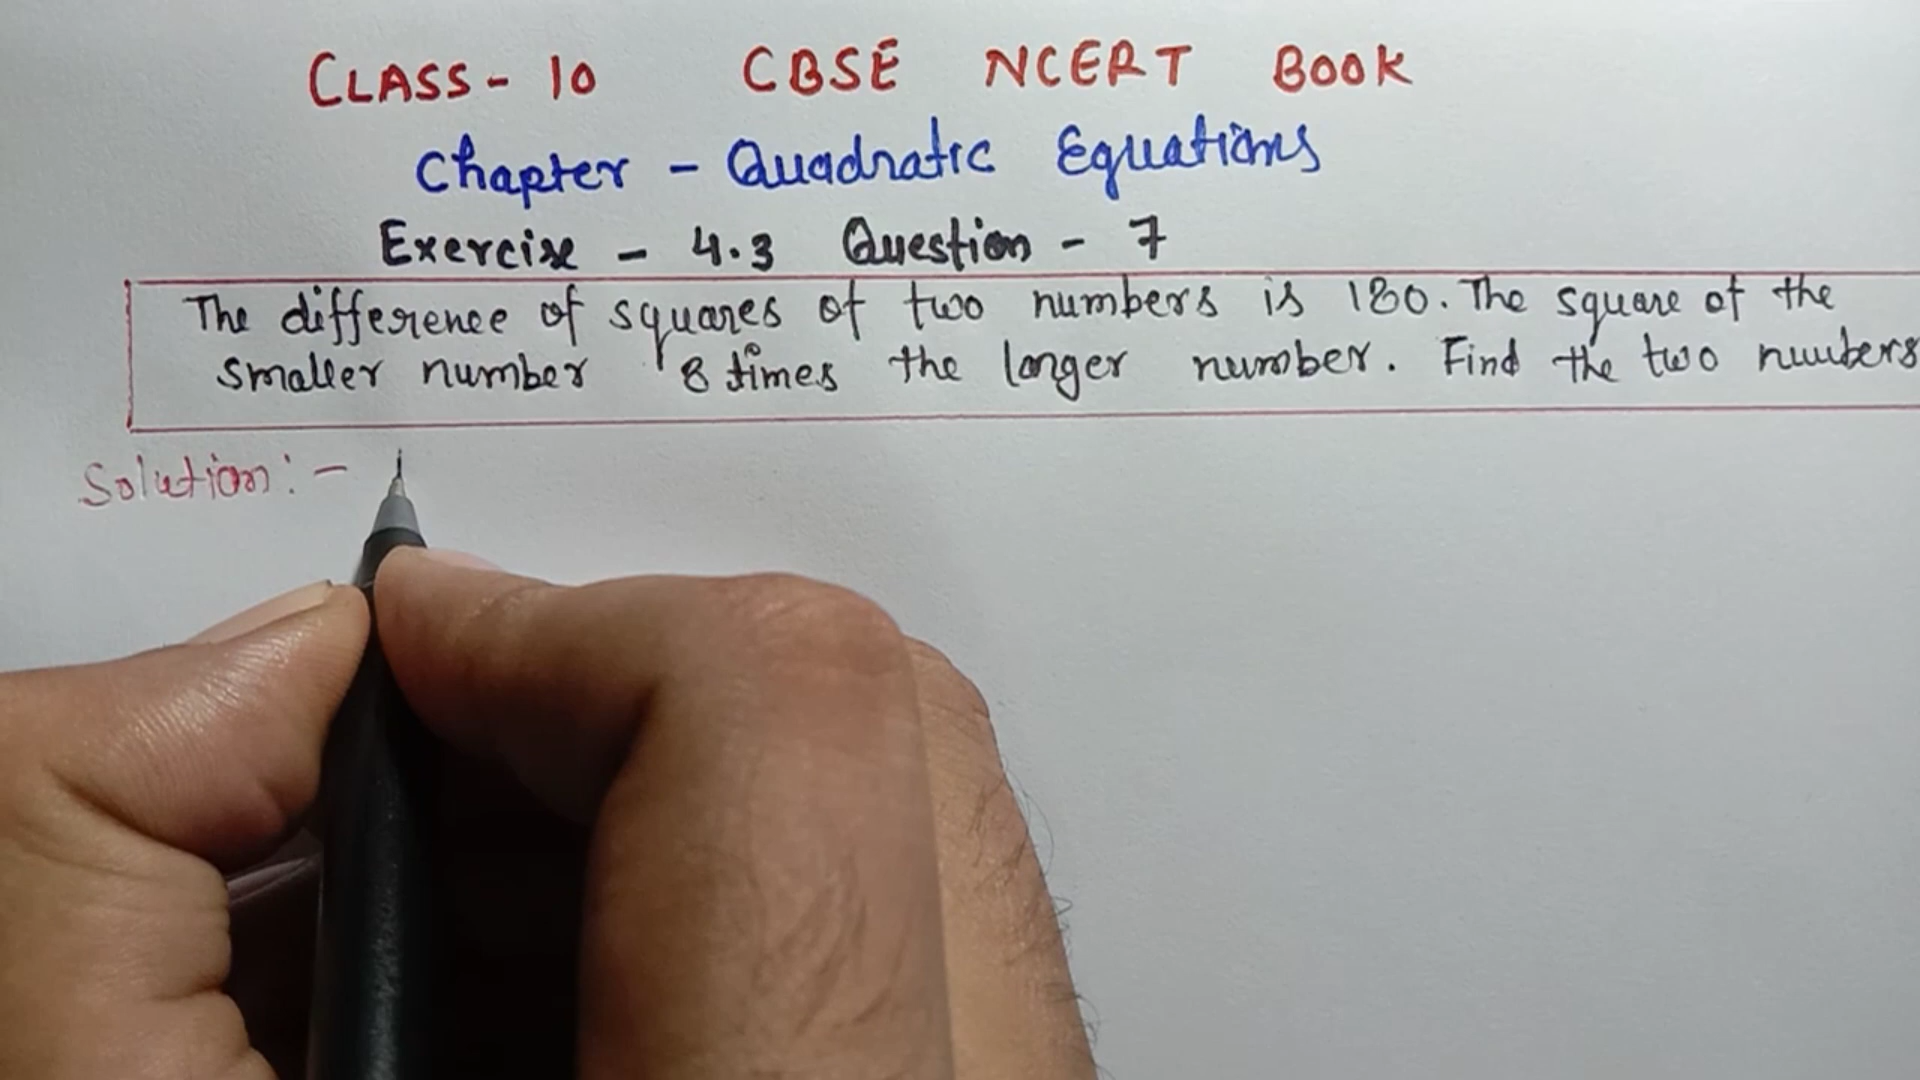 CLASS - 10 CBSE NCERT BOOK
Chapter - Quadratic Equations
Exercise - 4.3 Question - 7
The difference of squares of two numbers is 180. The square of the
smaller number is 8 times the larger number. Find the two numbers
Solution: -